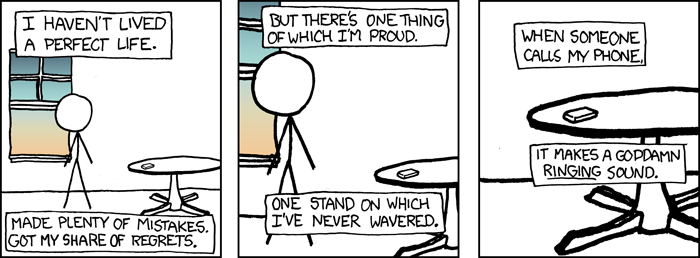 I HAVEN'T LIVED
A PERFECT LIFE.
MADE PLENTY OF MISTAKES.
GOT MY SHARE OF REGRETS.
BUT THERE'S ONE THING
OF WHICH I'M PROUD.
ONE STAND ON WHICH
I'VE NEVER WAVERED.
WHEN SOMEONE
CALLS MY PHONE,
IT MAKES A GODDAMN
RINGING SOUND.